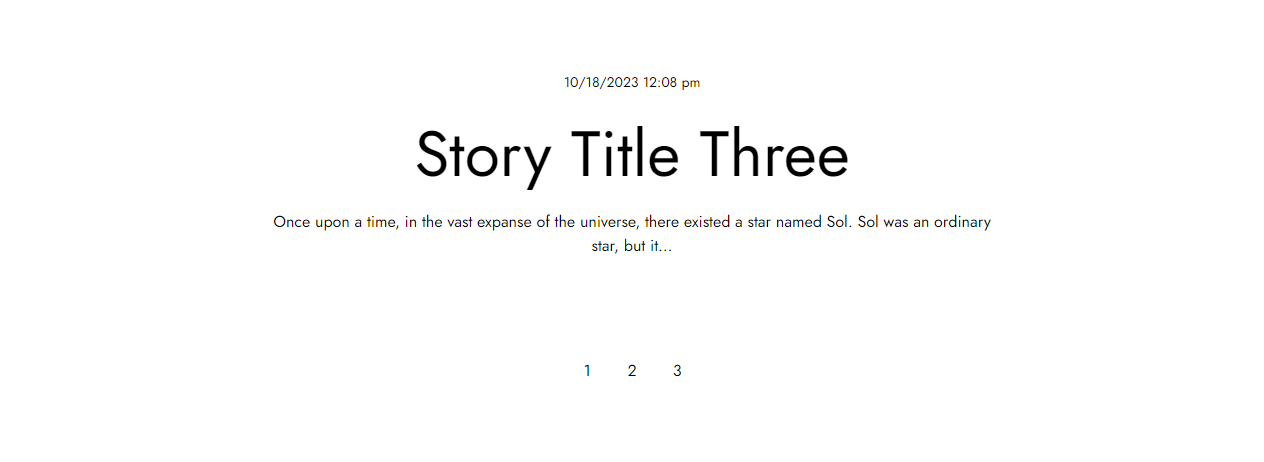 10/18/2023 12:08 pm
Story Title Three
Once upon a time, in the vast expanse of the universe, there existed a star named Sol. Sol was an ordinary
star, but it...
1 2 3